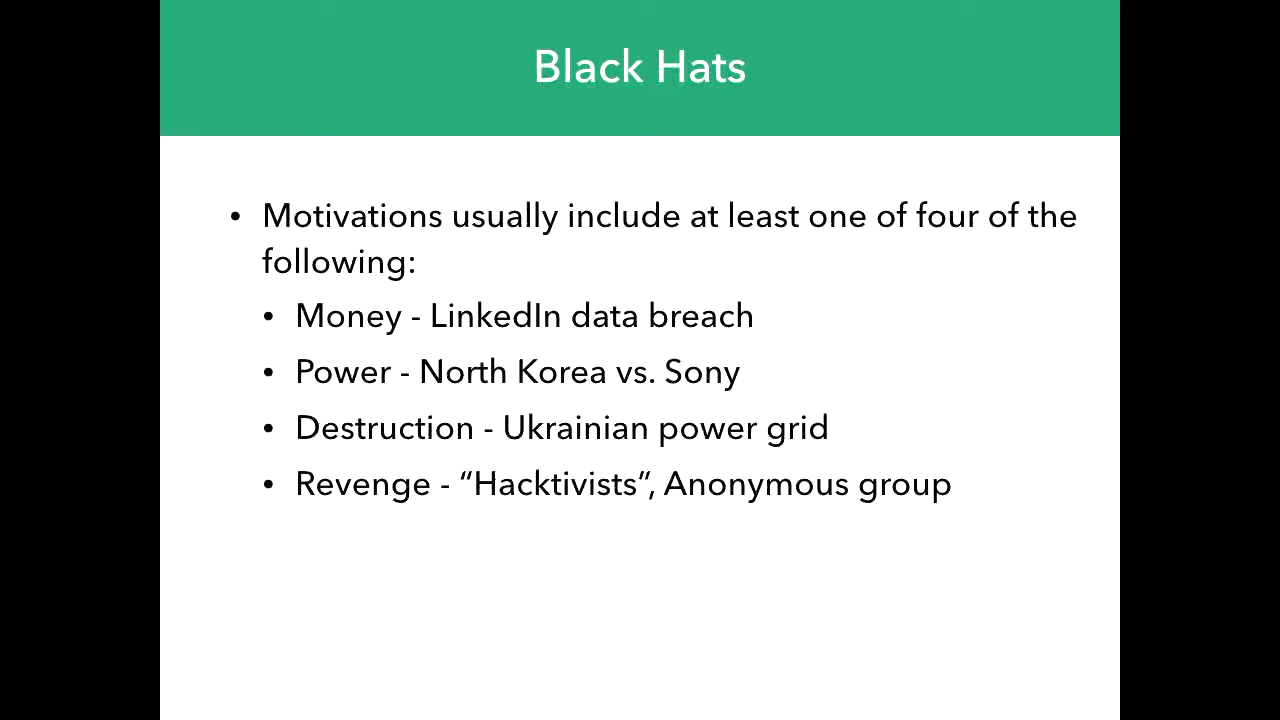 Black Hats
• Motivations usually include at least one of four of the
following:
• Money - LinkedIn data breach
• Power - North Korea vs. Sony
• Destruction - Ukrainian power grid
• Revenge - “Hacktivists”, Anonymous group